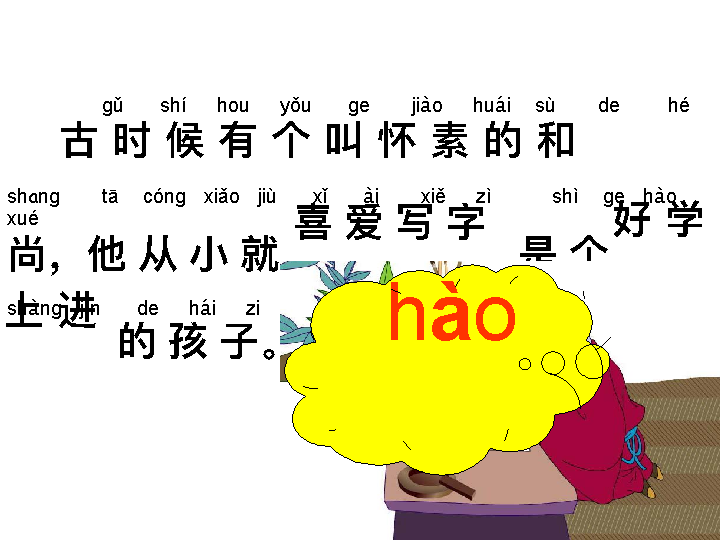 gǔ shí hou yǒu ge jiào huái sù de hé
古时候有个叫怀素的和
shɑng tā cóng xiǎo jiù xǐ ài xiě zì shì ge hào
xué
尚，他从小就喜爱写字 是个好学
shàng jìn de hái zi
上进的孩子。
hào